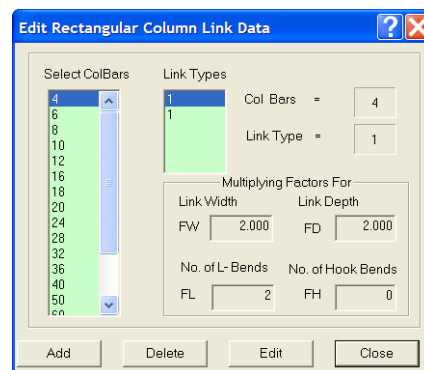 Edit Rectangular Column Link Data
Select ColBars
Link Types
4
6
8
10
12
16
18
20
24
28
32
36
40
50
60
1
1
Col Bars = 4
Link Type = 1
Multiplying Factors For
Link Width Link Depth
FW 2.000 FD 2.000
No. of L- Bends No. of Hook Bends
FL 2 FH 0
Add Delete Edit Close